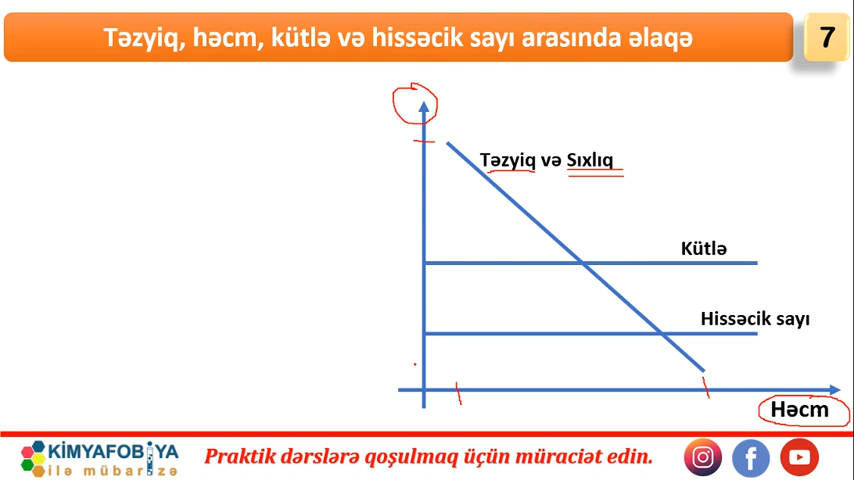 Təzyiq, həcm, kütlə və hissəcik sayı arasında əlaqə
7
Təzyiq və Sıxlıq
Kütlə
Hissəcik sayı
Həcm
KİMYAFOBİYA
ilə mübarizə
Praktik dərslərə qoşulmaq üçün müraciət edin.